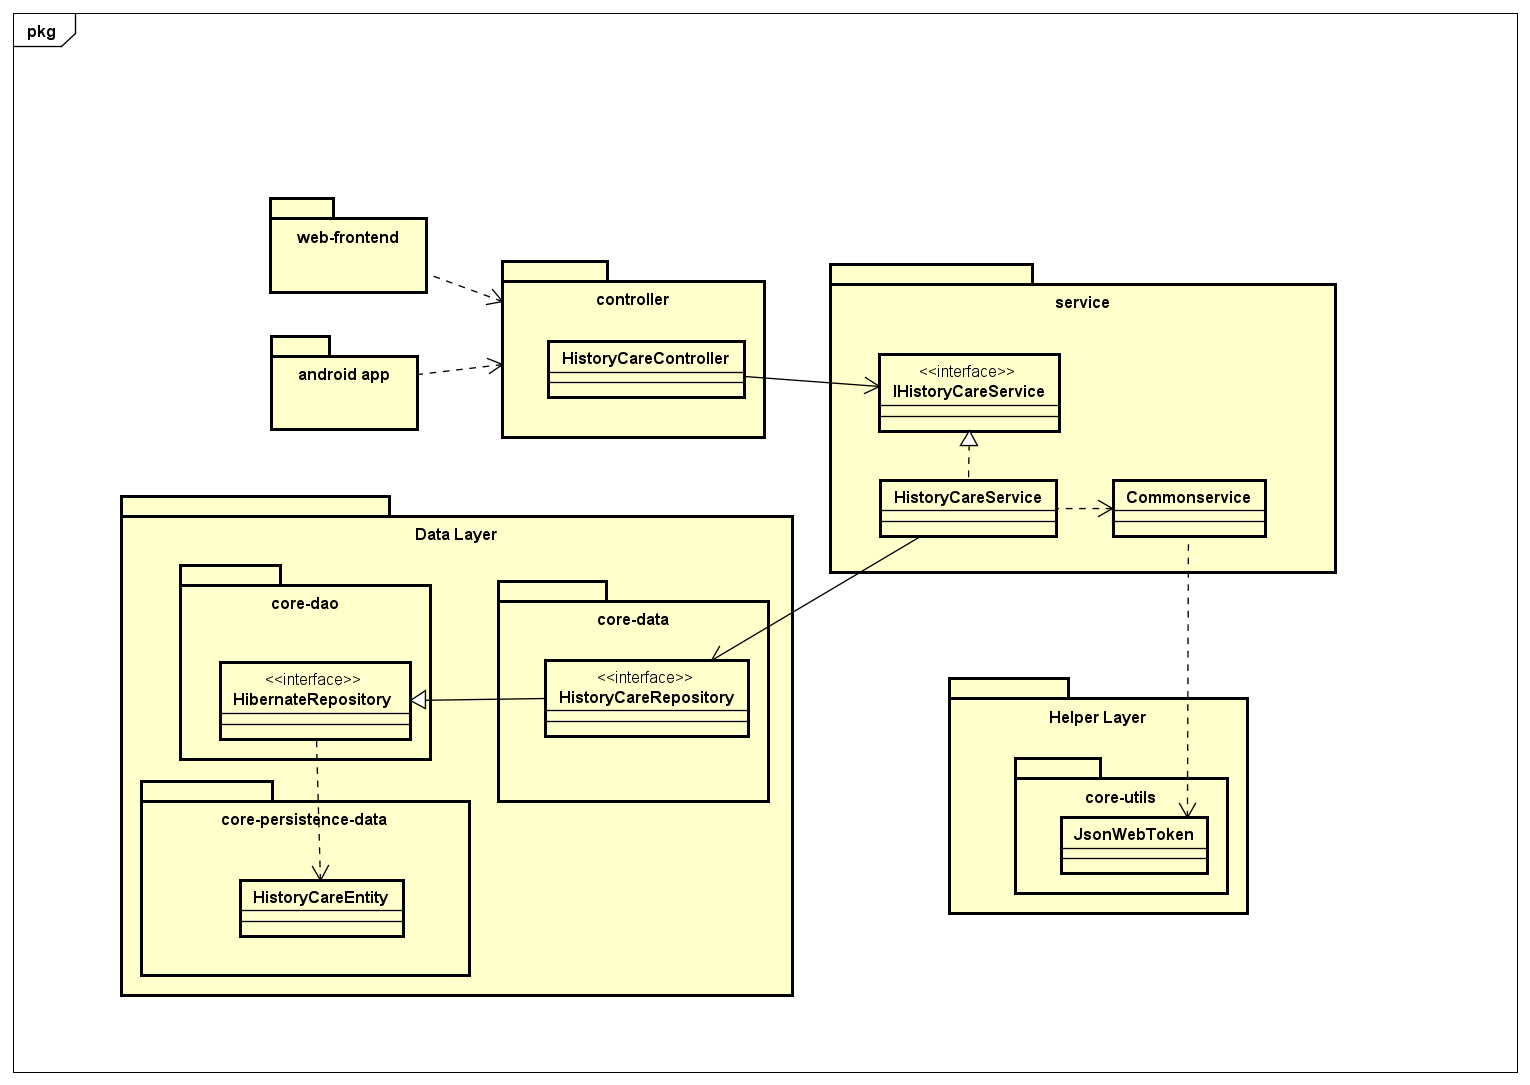 pkg
web-frontend
android app
controller
HistoryCareController
service
<<interface>>
IHistoryCareService
HistoryCareService
Commonservice
Data Layer
core-dao
<<interface>>
HibernateRepository
core-data
<<interface>>
HistoryCareRepository
core-persistence-data
HistoryCareEntity
Helper Layer
core-utils
JsonWebToken